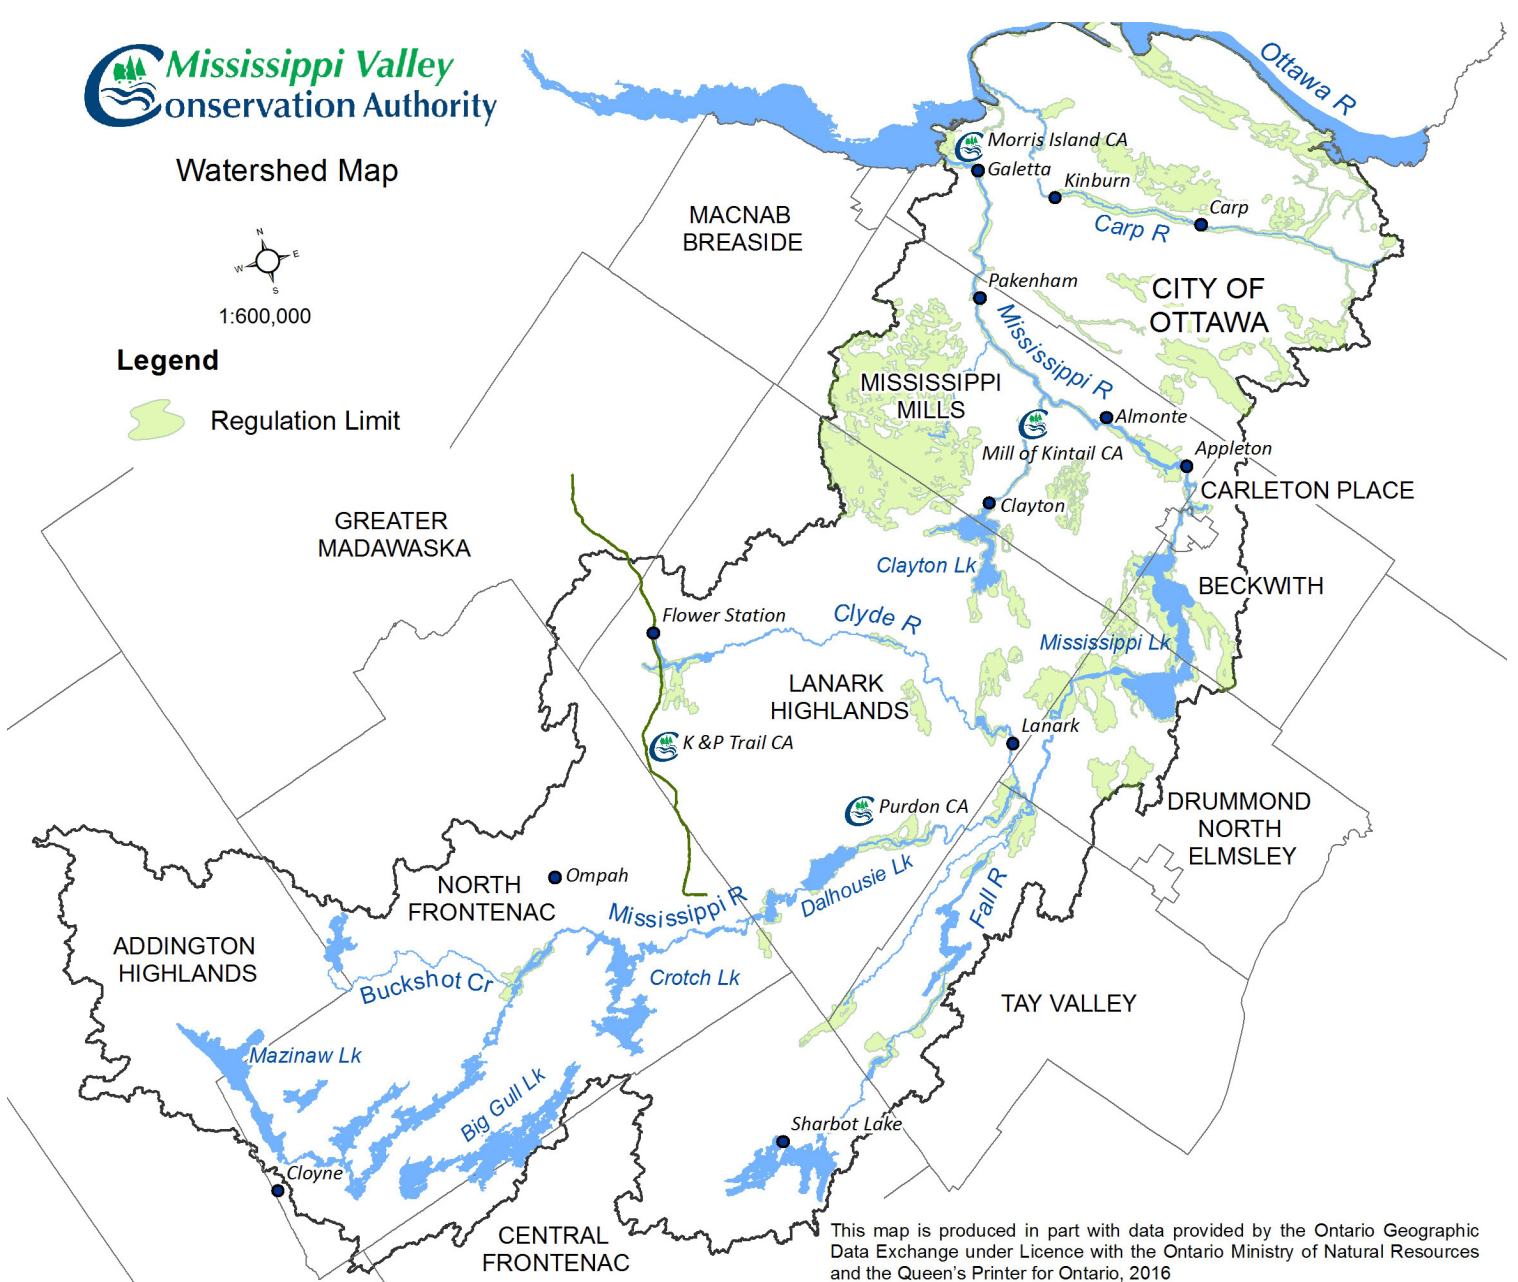 Mississippi Valley
Conservation Authority
Watershed Map
N
W
E
S
1:600,000
Legend
Regulation Limit
Ottawa R
Morris Island CA
Galetta
Kinburn
Carp
Carp R
MACNAB
BREASIDE
Pakenham
CITY OF
OTTAWA
Mississippi R
MISSISSIPPI
MILLS
Almonte
Mill of Kintail CA
Appleton
CARLETON PLACE
Clayton
GREATER
MADAWASKA
Clayton Lk
BECKWITH
Flower Station
Clyde R
Mississippi Lk
LANARK
HIGHLANDS
Lanark
K &P Trail CA
Purdon CA
DRUMMOND
NORTH
ELMSLEY
Ompah
NORTH
FRONTENAC
Mississippi R
Dalhousie Lk
Fall R
ADDINGTON
HIGHLANDS
Buckshot Cr
Crotch Lk
TAY VALLEY
Mazinaw Lk
Big Gull Lk
Sharbot Lake
Cloyne
CENTRAL
FRONTENAC
This map is produced in part with data provided by the Ontario Geographic
Data Exchange under Licence with the Ontario Ministry of Natural Resources
and the Queen's Printer for Ontario, 2016